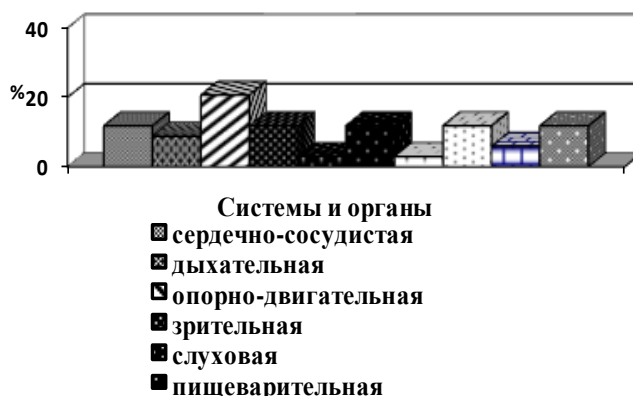 40
%
20
0
Системы и органы
сердечно-сосудистая
дыхательная
опорно-двигательная
зрительная
слуховая
пищеварительная